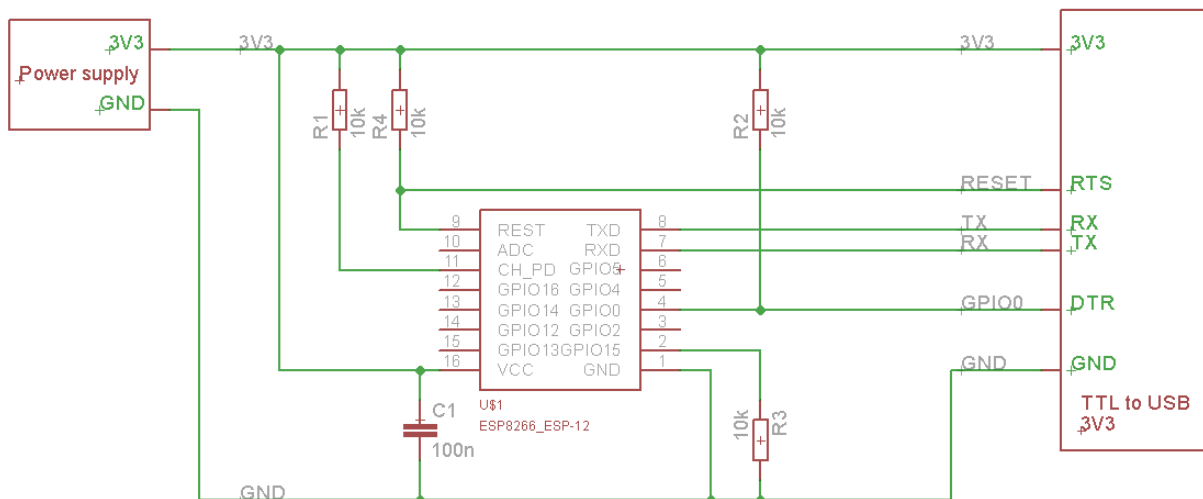 3V3 3V3 3V3 3V3
Power supply
GND
R1 10k R4 10k R2 10k
RESET RTS
9 REST TXD 8 TX RX
10 ADC RXD 7 RX TX
11 CH_PD GPIO5 6
12 GPIO16 GPIO4 5
13 GPIO14 GPIO0 4 GPIO0 DTR
14 GPIO12 GPIO2 3
15 GPIO13 GPIO15 2
16 VCC GND 1 GND GND
U$1
ESP8266_ESP-12
C1
100n
10k R3
TTL to USB
3V3
GND